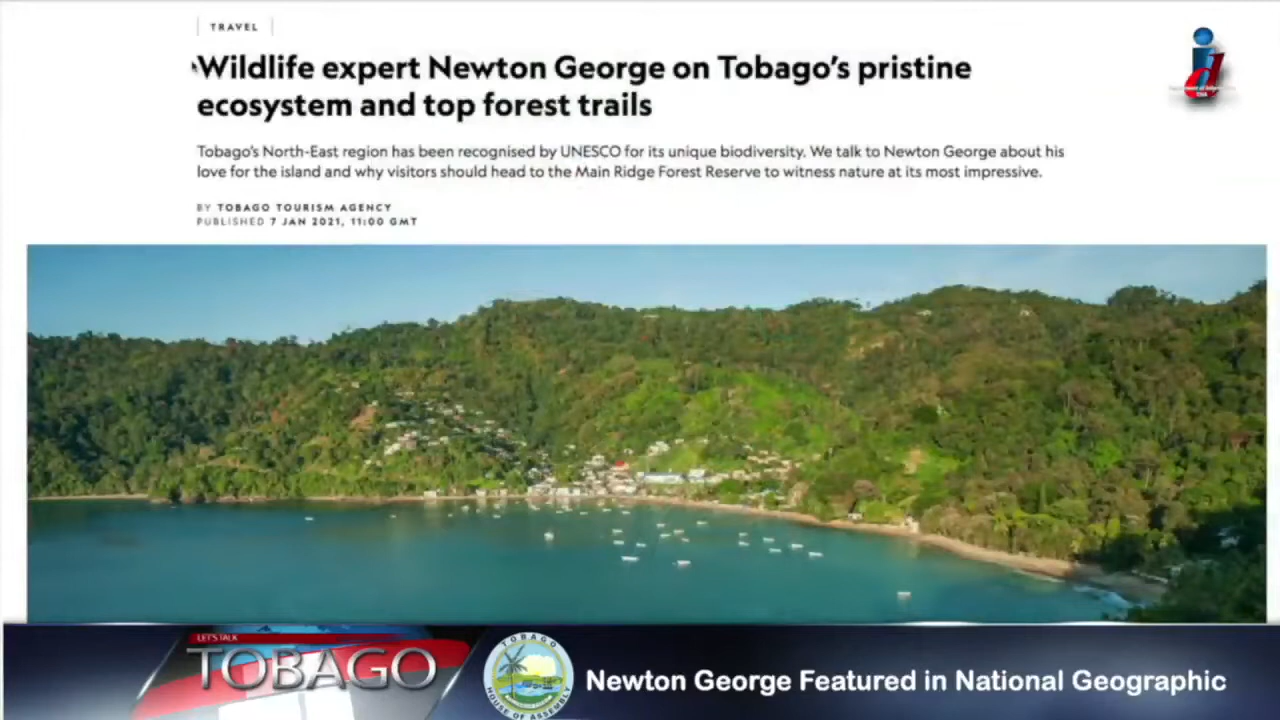 TRAVEL
Wildlife expert Newton George on Tobago's pristine
ecosystem and top forest trails
Tobago's North-East region has been recognised by UNESCO for its unique biodiversity. We talk to Newton George about his
love for the island and why visitors should head to the Main Ridge Forest Reserve to witness nature at its most impressive.
BY TOBAGO TOURISM AGENCY
PUBLISHED 7 JAN 2021, 11:00 GMT
LET'S TALK
TOBAGO
TOBAGO
HOUSE OF ASSEMBLY
Newton George Featured in National Geographic